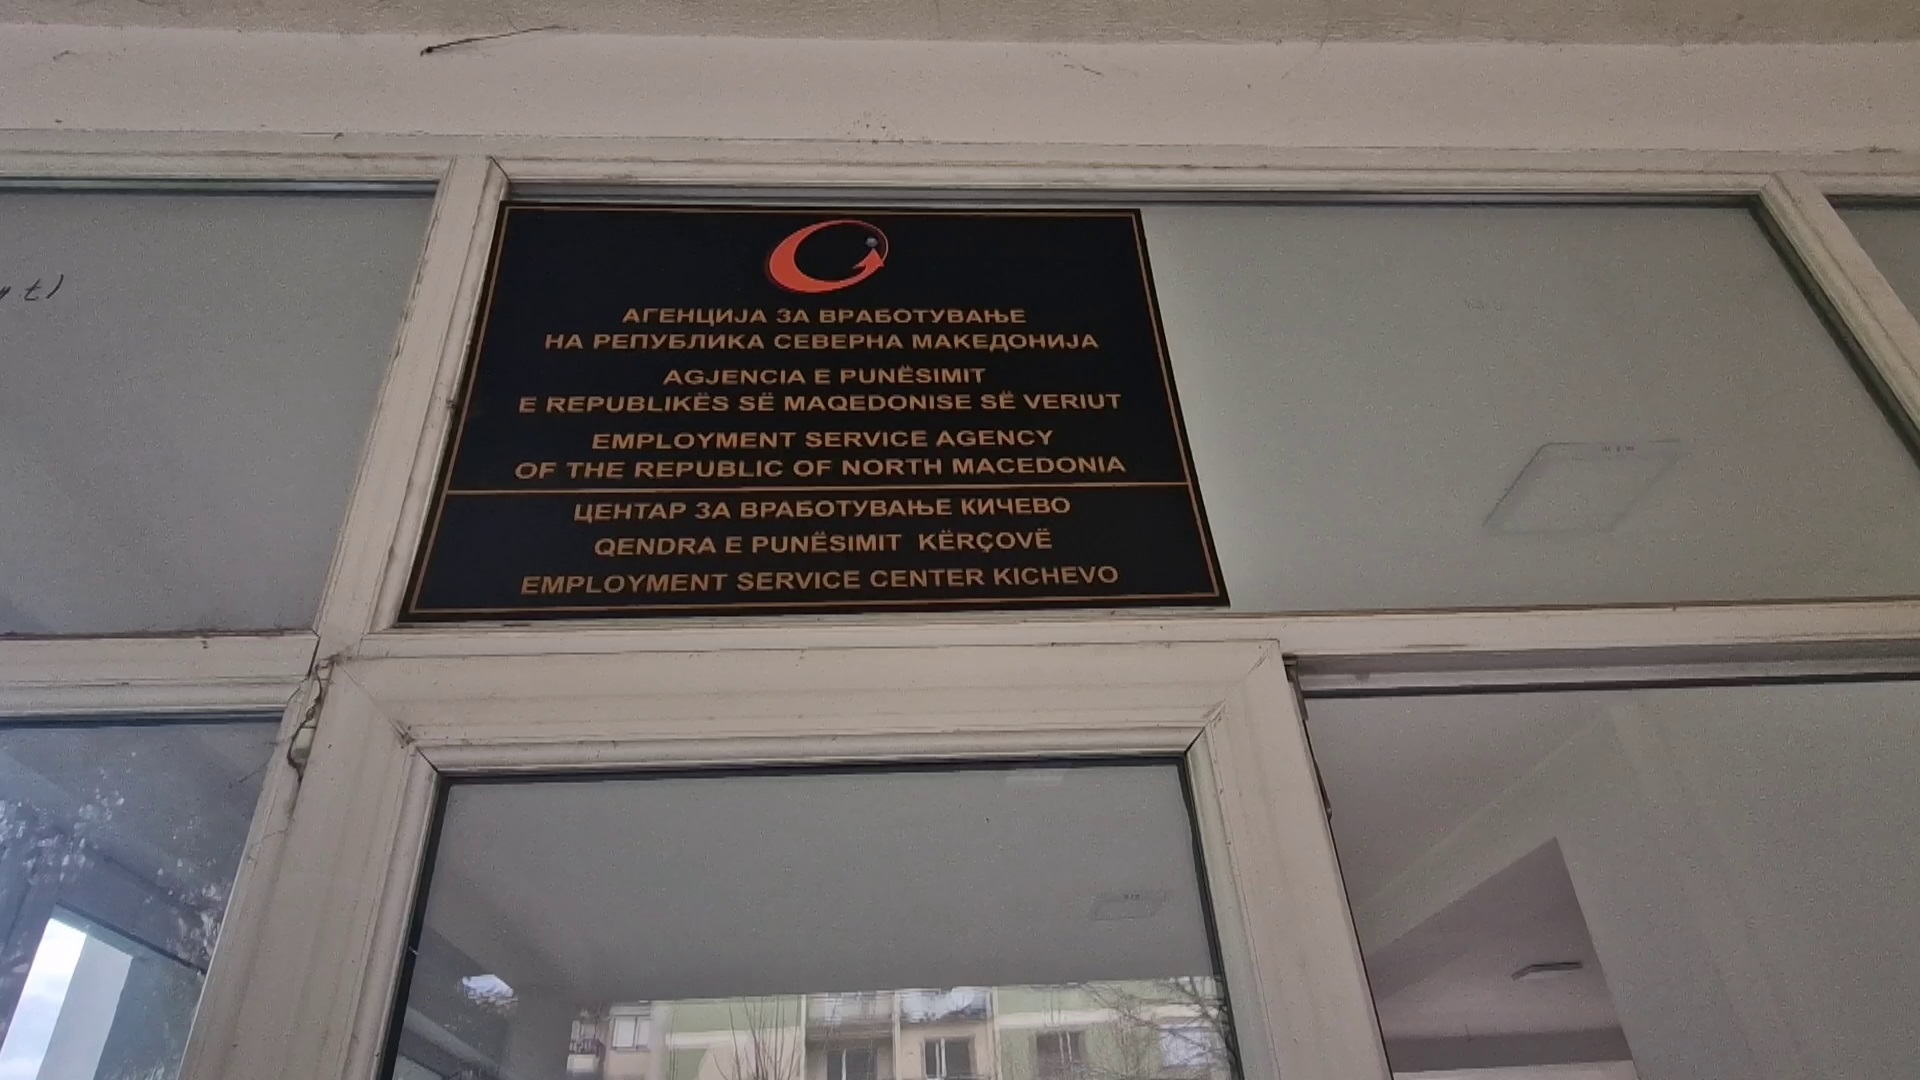 АГЕНЦИЈА ЗА ВРАБОТУВАЊЕ
НА РЕПУБЛИКА СЕВЕРНА МАКЕДОНИЈА
AGJENCIA E PUNËSIMIT
E REPUBLIKËS SË MAQEDONISE SË VERIUT
EMPLOYMENT SERVICE AGENCY
OF THE REPUBLIC OF NORTH MACEDONIA
ЦЕНТАР ЗА ВРАБОТУВАЊЕ КИЧЕВО
QENDRA E PUNËSIMIT KËRÇOVË
EMPLOYMENT SERVICE CENTER KICHEVO